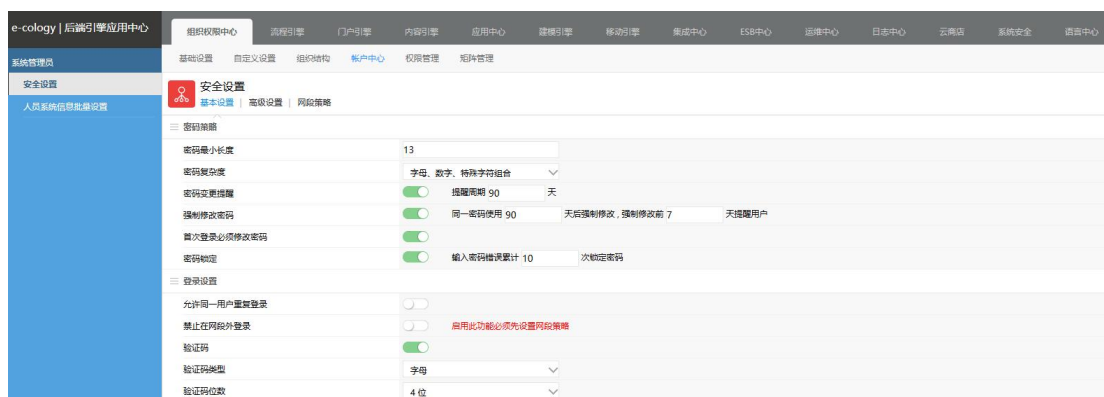 e-cology | 后端引擎应用中心
组织权限中心 流程引擎 门户引擎 内容引擎 应用中心 建模引擎 移动引擎 集成中心 ESB中心 运维中心 日志中心 云商店 系统安全 语言中心
系统管理员
安全设置
人员系统信息批量设置
基础设置 自定义设置 组织结构 帐户中心 权限管理 矩阵管理
安全设置
基本设置 | 高级设置 | 网段策略
密码策略
密码最小长度 13
密码复杂度 字母、数字、特殊字符组合
密码变更提醒 提醒周期 90 天
强制修改密码 同一密码使用 90 天后强制修改 , 强制修改前 7 天提醒用户
首次登录必须修改密码
密码锁定 输入密码错误累计 10 次锁定密码
登录设置
允许同一用户重复登录
禁止在网段外登录 启用此功能必须先设置网段策略
验证码
验证码类型 字母
验证码位数 4 位